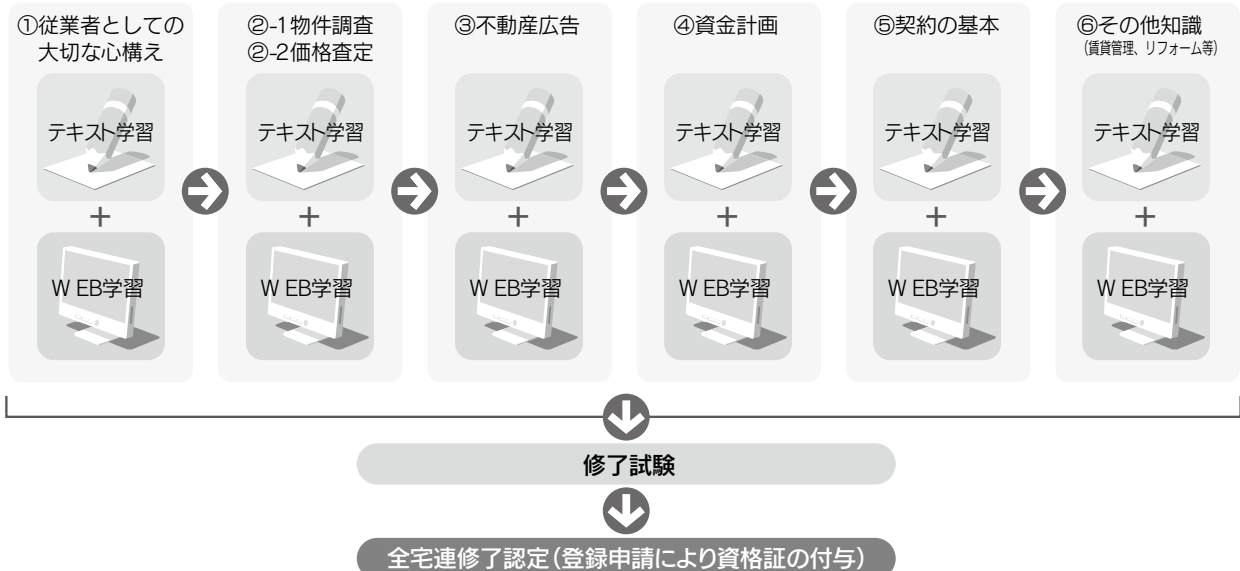 ①従業者としての
大切な心構え
テキスト学習
+
WEB学習
②-1物件調査
②-2価格査定
テキスト学習
+
WEB学習
③不動産広告
テキスト学習
+
WEB学習
④資金計画
テキスト学習
+
WEB学習
⑤契約の基本
テキスト学習
+
WEB学習
⑥その他知識
(賃貸管理、リフォーム等)
テキスト学習
+
WEB学習
修了試験
全宅連修了認定(登録申請により資格証の付与)